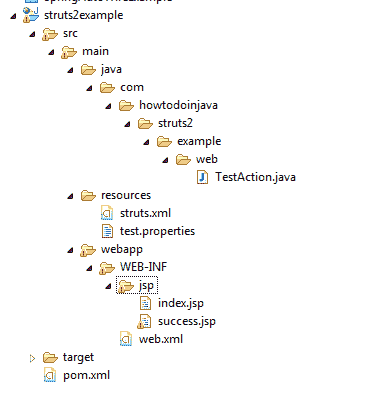 struts2example
src
main
java
com
howtodoinjava
struts2
example
web
TestAction.java
resources
struts.xml
test.properties
webapp
WEB-INF
jsp
index.jsp
success.jsp
web.xml
target
pom.xml